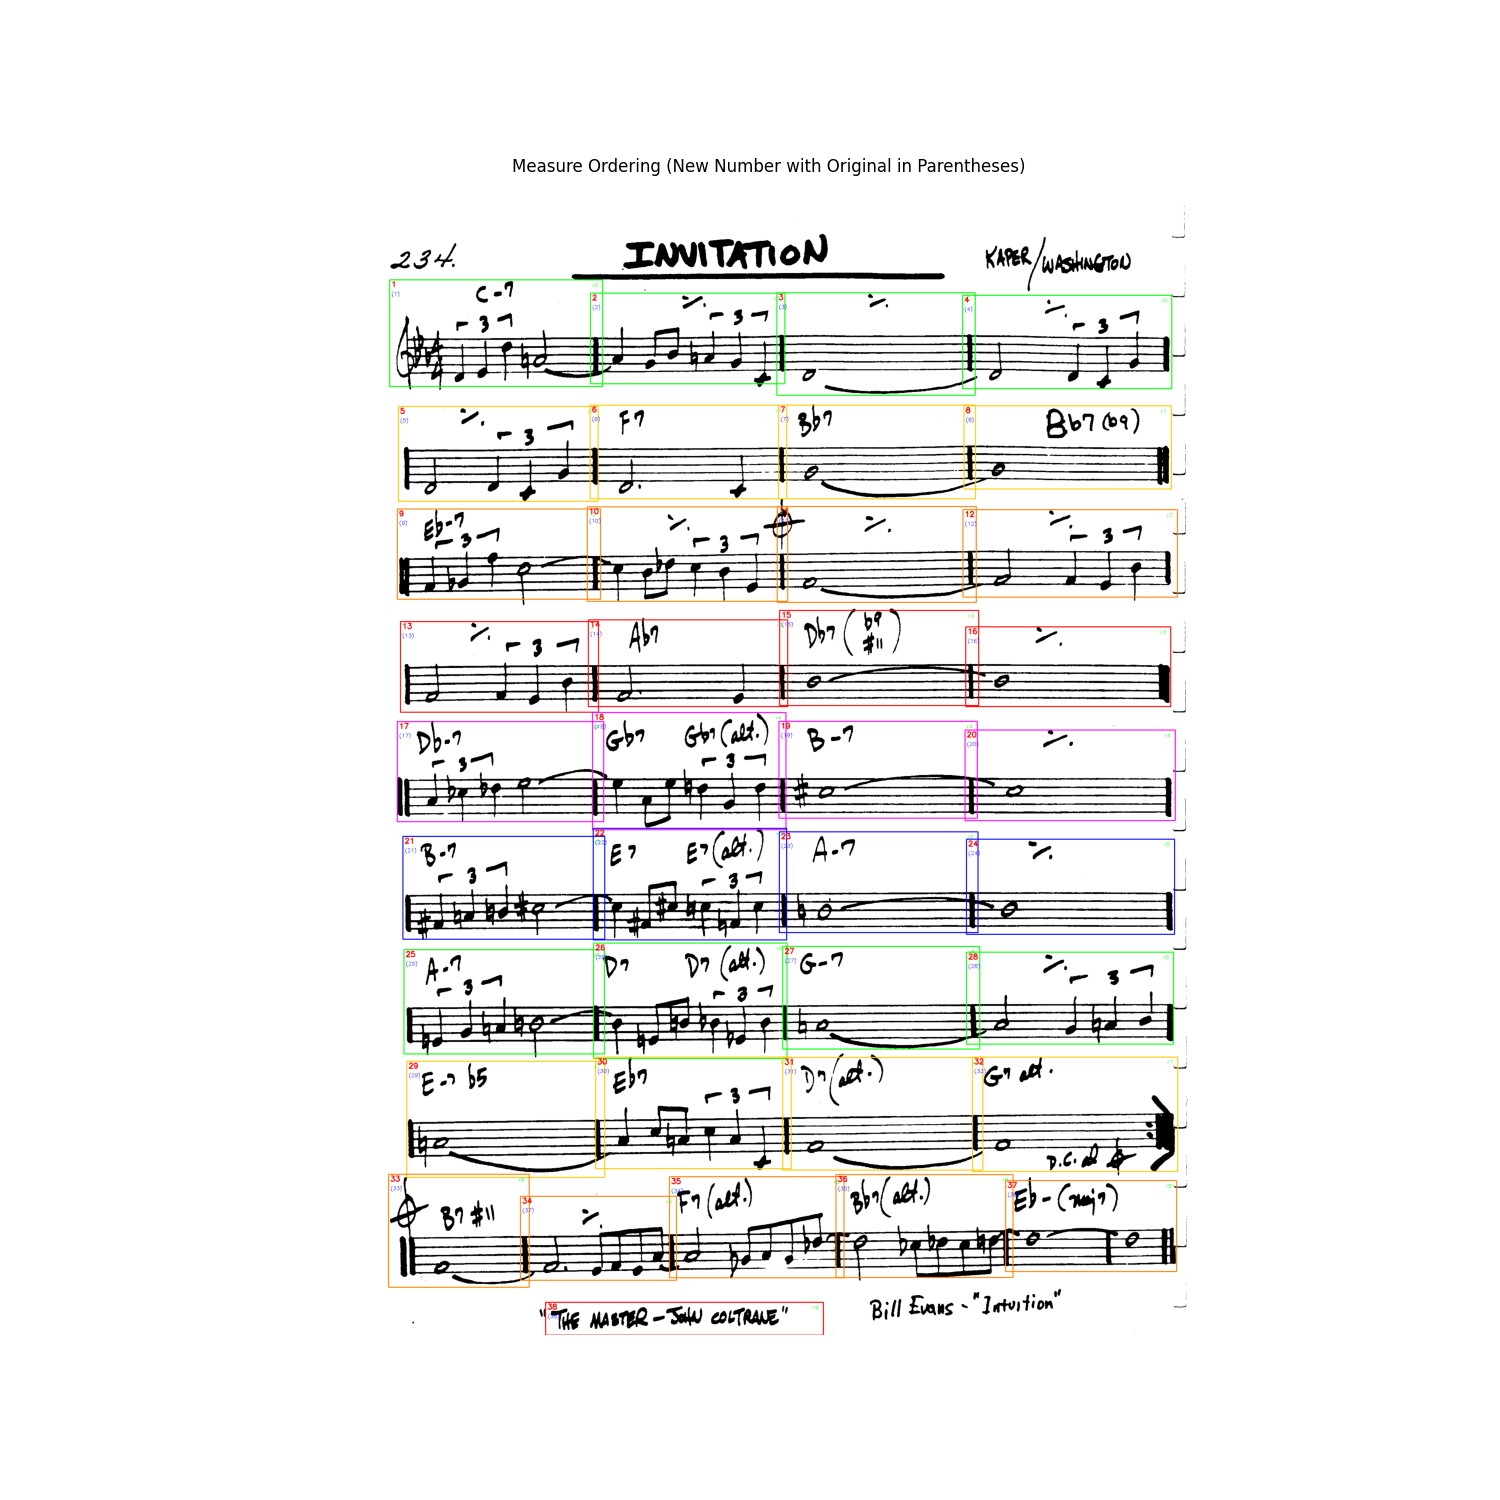 Measure Ordering (New Number with Original in Parentheses)
234. INVITATION KAPER/WASHINGTON
1 2 3 4
(1) (2) (3) (4)
C-7 ٪ ٪ ٪
3 3 3
5 6 7 8
(5) (6) (7) (8)
٪ F7 Bb7 Bb7(b9)
3
9 10 12
(9) (10) (12)
Eb-7 ٪ ٪ ٪
3 3 3
13 14 15 16
(13) (14) (15) (16)
٪ Ab7 Db7 (b9 #11) ٪
3
17 18 19 20
(17) (19) (20)
Db-7 Gb7 Gb7(alt.) B-7 ٪
3 3
21 22 23 24
(21) (22) (23) (24)
B-7 E7 E7(alt.) A-7 ٪
3 3
25 26 27 28
(25) (27) (28)
A-7 D7 D7(alt.) G-7 ٪
3 3 3
29 30 31 32
(29) (30) (31) (32)
E-7 b5 Eb7 D7(alt.) G7 alt.
3
D.C. al
33 34 35 36 37
(33) (37)
B7 #11 ٪ F7(alt.) Bb7(alt.) Eb-(maj7)
38
"THE MASTER - JOHN COLTRANE" Bill Evans - "Intuition"